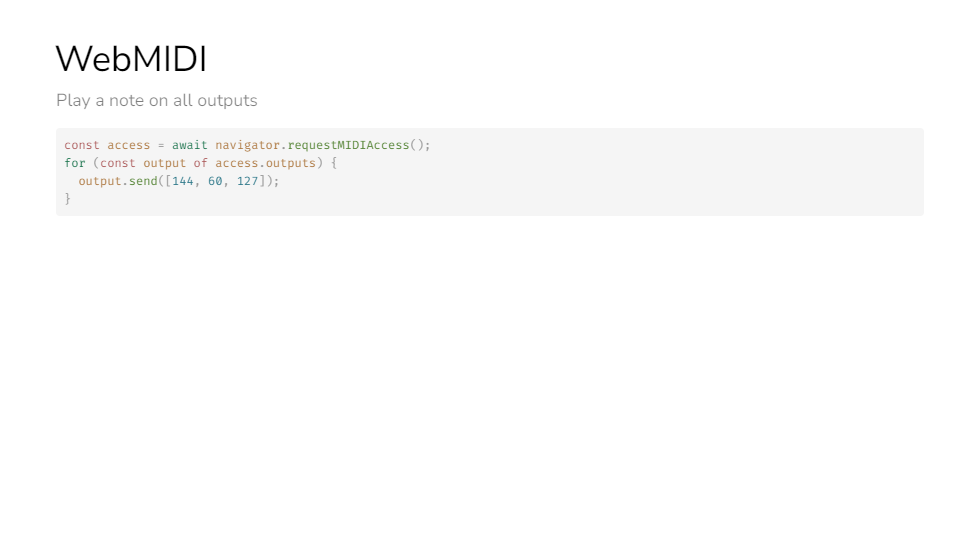 WebMIDI
Play a note on all outputs
const access = await navigator.requestMIDIAccess();
for (const output of access.outputs) {
  output.send([144, 60, 127]);
}